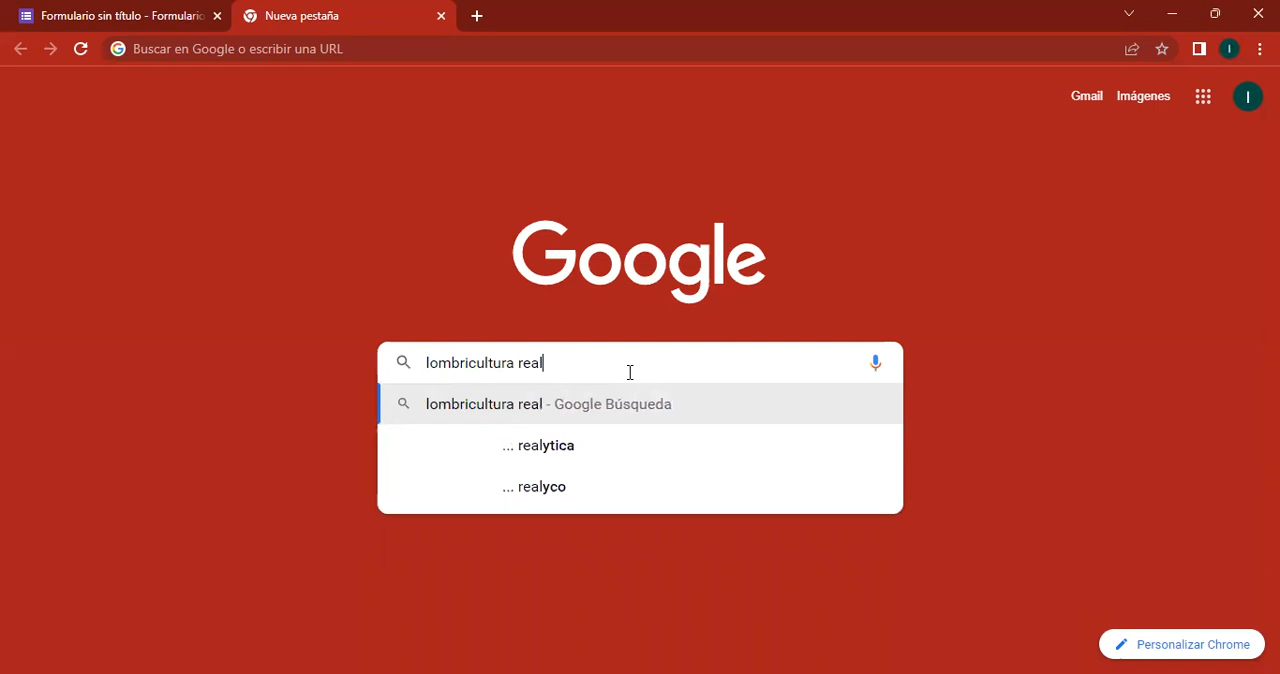 Formulario sin título - Formulario
Nueva pestaña
Buscar en Google o escribir una URL
I
Gmail
Imágenes
I
Google
lombricultura real
lombricultura real - Google Búsqueda
... realytica
... realyco
Personalizar Chrome